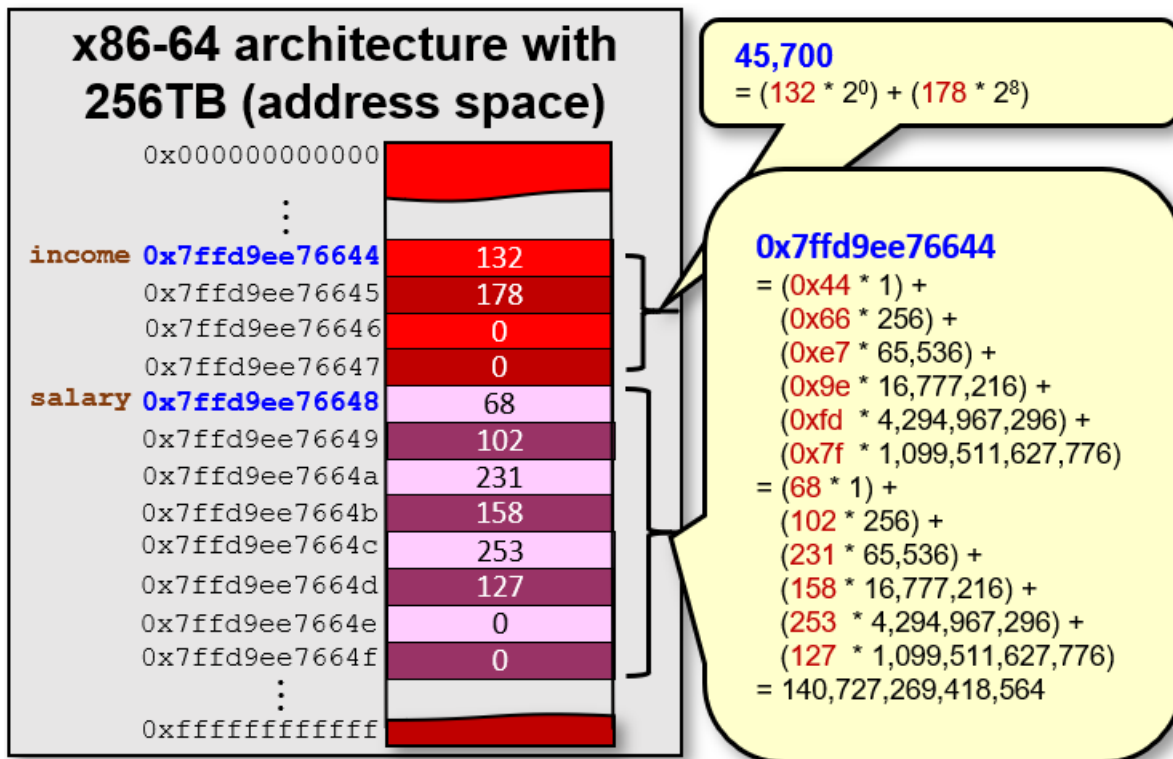 x86-64 architecture with
256TB (address space)
0x000000000000
⋮
income 0x7ffd9ee76644 132
0x7ffd9ee76645 178
0x7ffd9ee76646 0
0x7ffd9ee76647 0
salary 0x7ffd9ee76648 68
0x7ffd9ee76649 102
0x7ffd9ee7664a 231
0x7ffd9ee7664b 158
0x7ffd9ee7664c 253
0x7ffd9ee7664d 127
0x7ffd9ee7664e 0
0x7ffd9ee7664f 0
⋮
0xffffffffffff
45,700
= (132 * 2⁰) + (178 * 2⁸)
0x7ffd9ee76644
= (0x44 * 1) +
(0x66 * 256) +
(0xe7 * 65,536) +
(0x9e * 16,777,216) +
(0xfd * 4,294,967,296) +
(0x7f * 1,099,511,627,776)
= (68 * 1) +
(102 * 256) +
(231 * 65,536) +
(158 * 16,777,216) +
(253 * 4,294,967,296) +
(127 * 1,099,511,627,776)
= 140,727,269,418,564